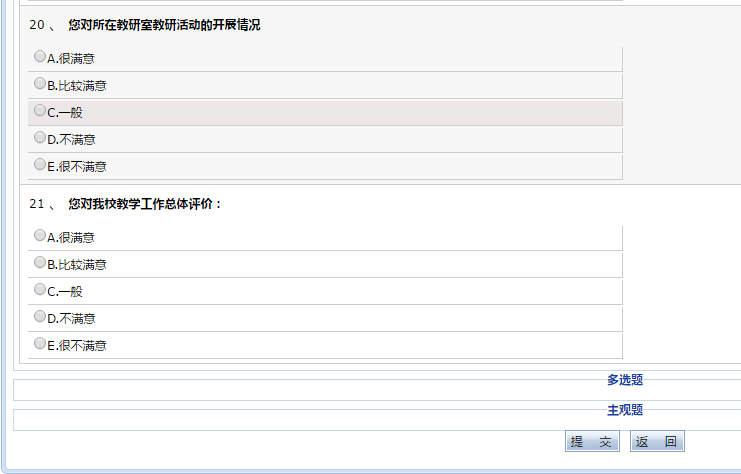 20 、 您对所在教研室教研活动的开展情况
A.很满意
B.比较满意
C.一般
D.不满意
E.很不满意
21 、 您对我校教学工作总体评价：
A.很满意
B.比较满意
C.一般
D.不满意
E.很不满意
多选题
主观题
提 交 返 回